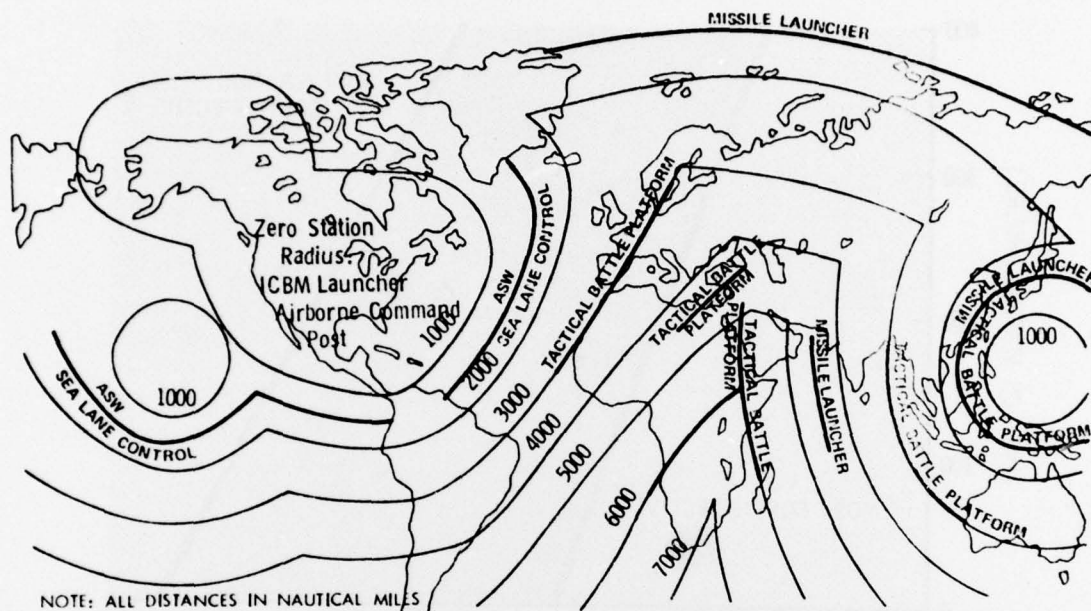 MISSILE LAUNCHER
Zero Station
Radius-
ICBM Launcher
Airborne Command
Post
1000
ASW
2000 SEA LANE CONTROL
3000 TACTICAL BATTLE PLATFORM
4000
TACTICAL BATTLE
PLATFORM
5000
6000
7000
TACTICAL BATTLE
PLATFORM
MISSILE LAUNCHER
TACTICAL BATTLE PLATFORM
MISSILE LAUNCHER
TACTICAL BATTLE PLATFORM
1000
1000
ASW
SEA LANE CONTROL
NOTE: ALL DISTANCES IN NAUTICAL MILES